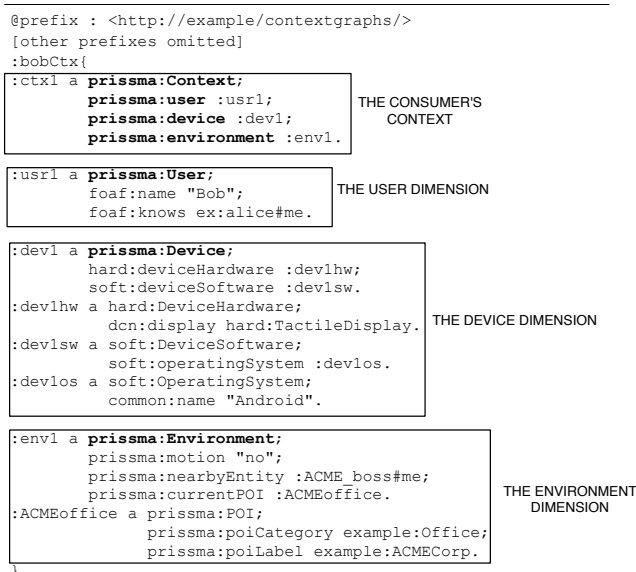 @prefix : <http://example/contextgraphs/>
[other prefixes omitted]
:bobCtx{
:ctx1 a prissma:Context;
prissma:user :usr1;
prissma:device :dev1;
prissma:environment :env1.
THE CONSUMER'S
CONTEXT
:usr1 a prissma:User;
foaf:name "Bob";
foaf:knows ex:alice#me.
THE USER DIMENSION
:dev1 a prissma:Device;
hard:deviceHardware :dev1hw;
soft:deviceSoftware :dev1sw.
:dev1hw a hard:DeviceHardware;
dcn:display hard:TactileDisplay.
:dev1sw a soft:DeviceSoftware;
soft:operatingSystem :dev1os.
:dev1os a soft:OperatingSystem;
common:name "Android".
THE DEVICE DIMENSION
:env1 a prissma:Environment;
prissma:motion "no";
prissma:nearbyEntity :ACME_boss#me;
prissma:currentPOI :ACMEoffice.
:ACMEoffice a prissma:POI;
prissma:poiCategory example:Office;
prissma:poiLabel example:ACMECorp.
THE ENVIRONMENT
DIMENSION
}